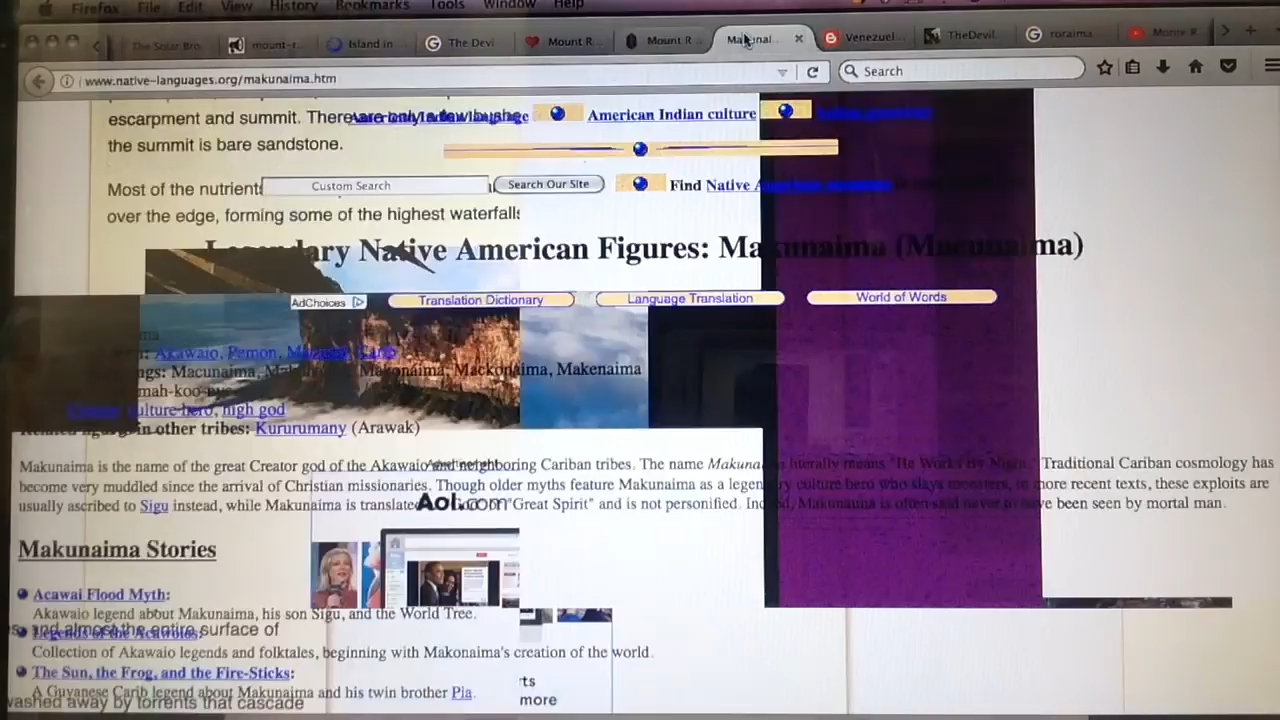 Firefox File Edit View History Bookmarks Tools Window Help
The Solar Bro mount-r... Island in The Devi Mount R... Mount R... Venezuel... TheDevil roraima Monte R
www.native-languages.org/makunaima.htm Search
escarpment and summit. There are only a few bushe
American Indian culture
the summit is bare sandstone.
Most of the nutrients Custom Search Search Our Site Find Native
over the edge, forming some of the highest waterfalls
Native American Figures: Makunaima (Macunaima)
AdChoices Translation Dictionary Language Translation World of Words
Akawaio, Pemon, Carib
Macunaima, Makonaima, Mackonaima, Makenaima
culture hero, high god
in other tribes: Kururumany (Arawak)
Makunaima is the name of the great Creator god of the Akawaio and neighboring Cariban tribes. The name literally means "He Works By Night." Traditional Cariban cosmology has
become very muddled since the arrival of Christian missionaries. Though older myths feature Makunaima as a legendary culture hero who slays monsters, in more recent texts, these exploits are
usually ascribed to Sigu instead, while Makunaima is translated "Great Spirit" and is not personified. Indeed, Makunaima is often said never to have been seen by mortal man.
Aol.com
Makunaima Stories
Acawai Flood Myth:
Akawaio legend about Makunaima, his son Sigu, and the World Tree.
and almost the entire surface of
Legends of the
Collection of Akawaio legends and folktales, beginning with Makonaima's creation of the world.
The Sun, the Frog, and the Fire-Sticks:
ts
A Guyanese Carib legend about Makunaima and his twin brother Pia.
more
washed away by torrents that cascade